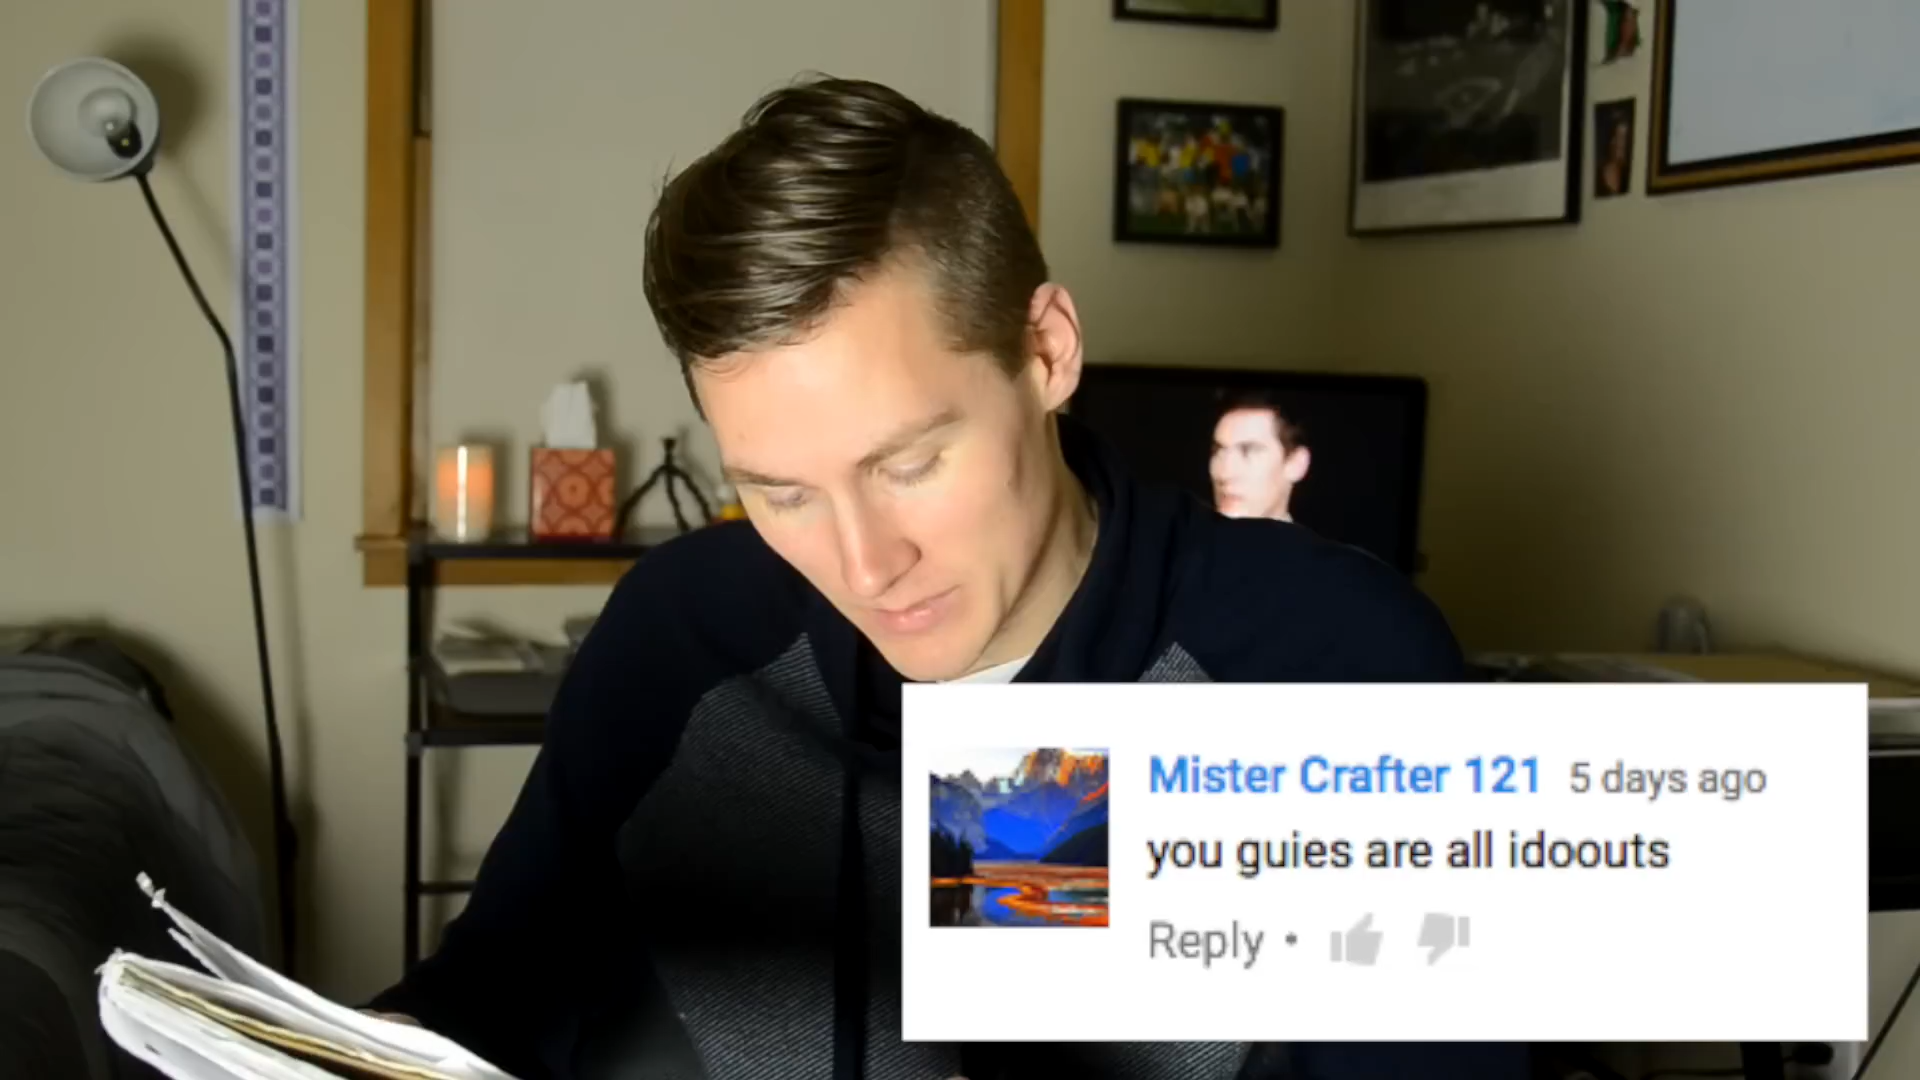 Mister Crafter 121 5 days ago
you guies are all idoouts
Reply •